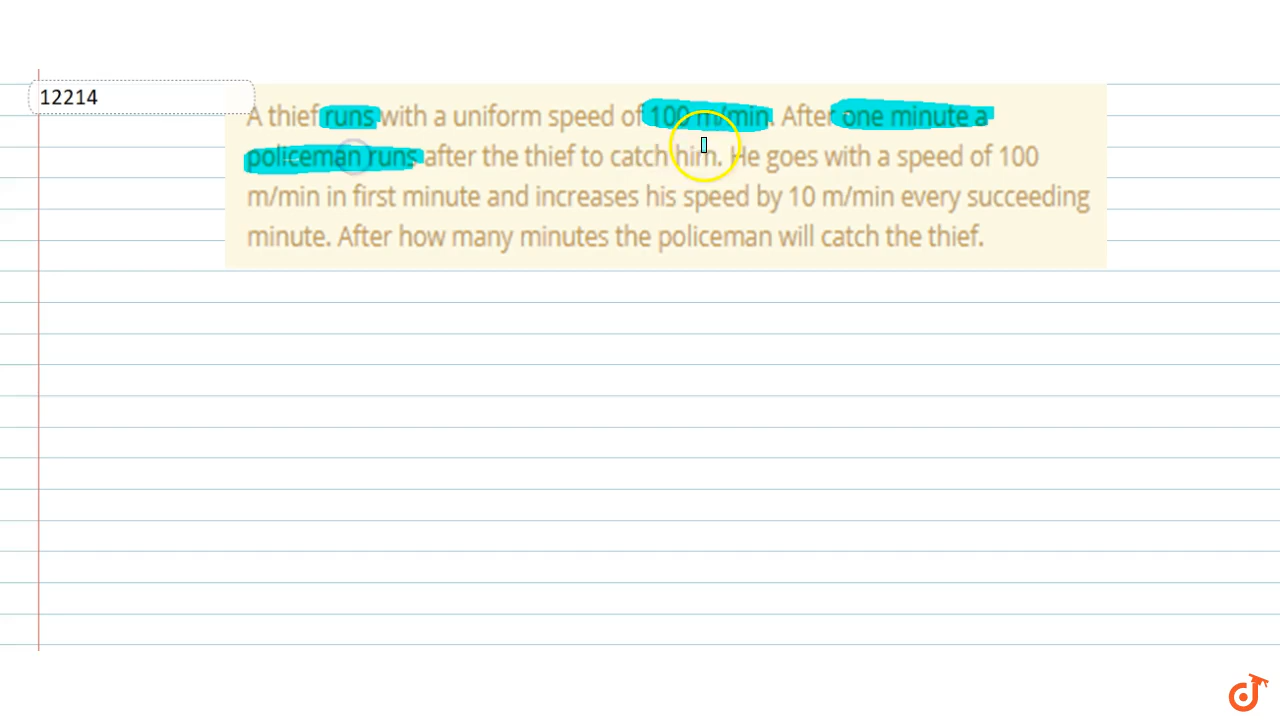 12214
A thief runs with a uniform speed of 100 m/min. After one minute a
policeman runs after the thief to catch him. He goes with a speed of 100
m/min in first minute and increases his speed by 10 m/min every succeeding
minute. After how many minutes the policeman will catch the thief.